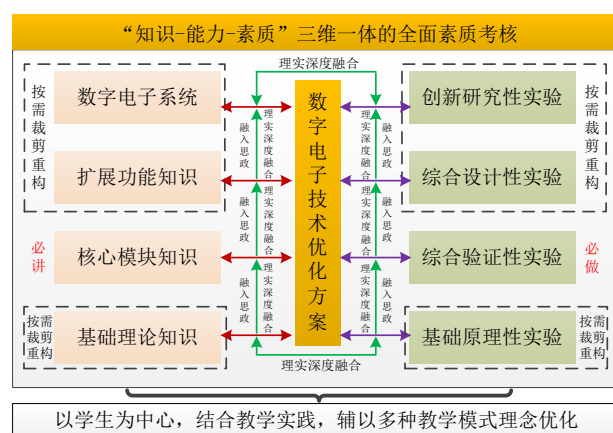 “知识-能力-素质”三维一体的全面素质考核
理实深度融合
按需裁剪重构
数字电子系统
扩展功能知识
必讲
核心模块知识
按需
裁剪
重构
基础理论知识
融入思政
理实深度融合
融入思政
理实深度融合
融入思政
理实深度融合
数字电子技术优化方案
理实深度融合
融入思政
理实深度融合
融入思政
理实深度融合
融入思政
创新研究性实验
综合设计性实验
按需裁剪重构
综合验证性实验
必做
基础原理性实验
按需
裁剪
重构
理实深度融合
以学生为中心，结合教学实践，辅以多种教学模式理念优化